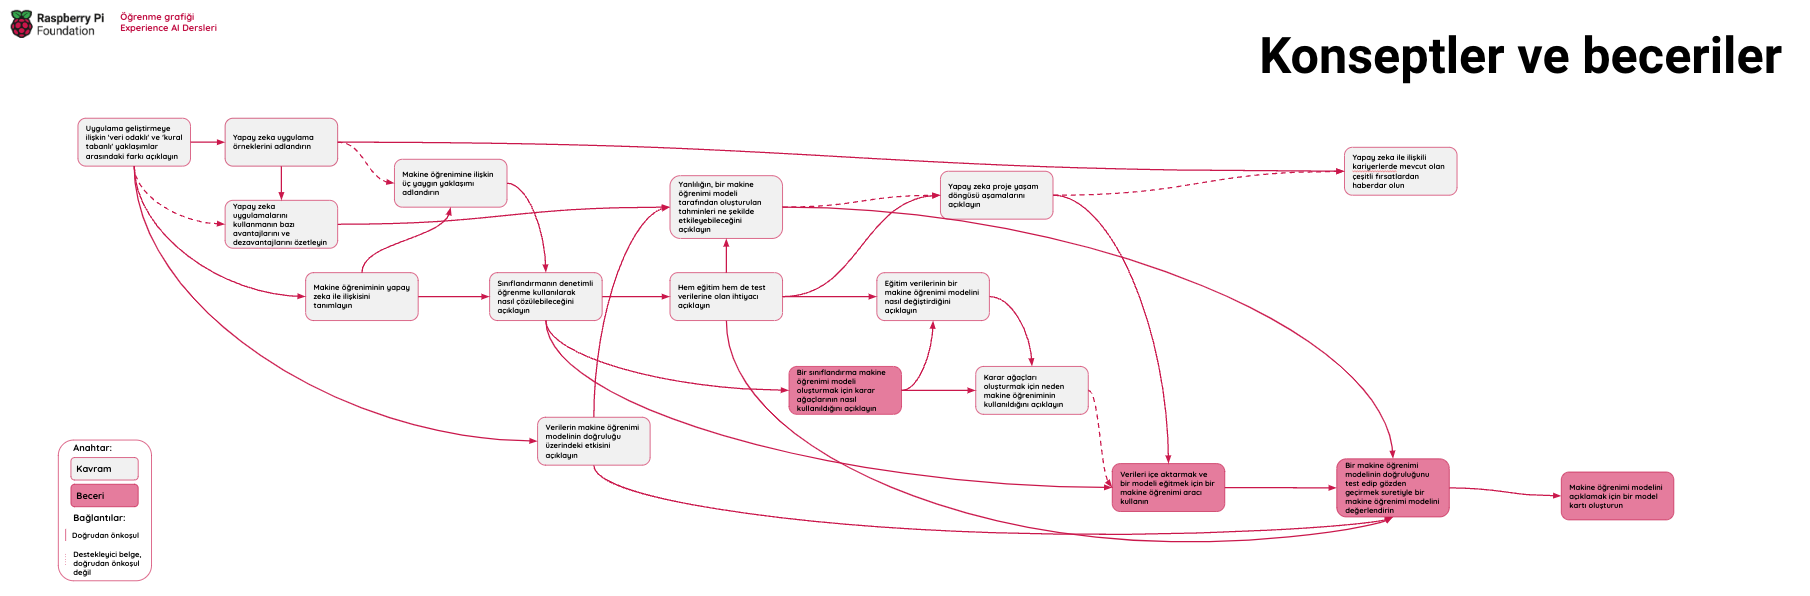 Raspberry Pi
Foundation
Öğrenme grafiği
Experience AI Dersleri
Konseptler ve beceriler
Uygulama geliştirmeye
ilişkin 'veri odaklı' ve 'kural
tabanlı' yaklaşımlar
arasındaki farkı açıklayın
Yapay zeka uygulama
örneklerini adlandırın
Makine öğrenimine ilişkin
üç yaygın yaklaşımı
adlandırın
Yapay zeka
uygulamalarını
kullanmanın bazı
avantajlarını ve
dezavantajlarını özetleyin
Yanlılığın, bir makine
öğrenimi modeli
tarafından oluşturulan
tahminleri ne şekilde
etkileyebileceğini
açıklayın
Yapay zeka proje yaşam
döngüsü aşamalarını
açıklayın
Yapay zeka ile ilişkili
kariyerlerde mevcut olan
çeşitli fırsatlardan
haberdar olun
Makine öğreniminin yapay
zeka ile ilişkisini
tanımlayın
Sınıflandırmanın denetimli
öğrenme kullanılarak
nasıl çözülebileceğini
açıklayın
Hem eğitim hem de test
verilerine olan ihtiyacı
açıklayın
Eğitim verilerinin bir
makine öğrenimi modelini
nasıl değiştirdiğini
açıklayın
Bir sınıflandırma makine
öğrenimi modeli
oluşturmak için karar
ağaçlarının nasıl
kullanıldığını açıklayın
Karar ağaçları
oluşturmak için neden
makine öğreniminin
kullanıldığını açıklayın
Verilerin makine öğrenimi
modelinin doğruluğu
üzerindeki etkisini
açıklayın
Verileri içe aktarmak ve
bir modeli eğitmek için bir
makine öğrenimi aracı
kullanın
Bir makine öğrenimi
modelinin doğruluğunu
test edip gözden
geçirmek suretiyle bir
makine öğrenimi modelini
değerlendirin
Makine öğrenimi modelini
açıklamak için bir model
kartı oluşturun
Anahtar:
Kavram
Beceri
Bağlantılar:
Doğrudan önkoşul
Destekleyici belge,
doğrudan önkoşul
değil